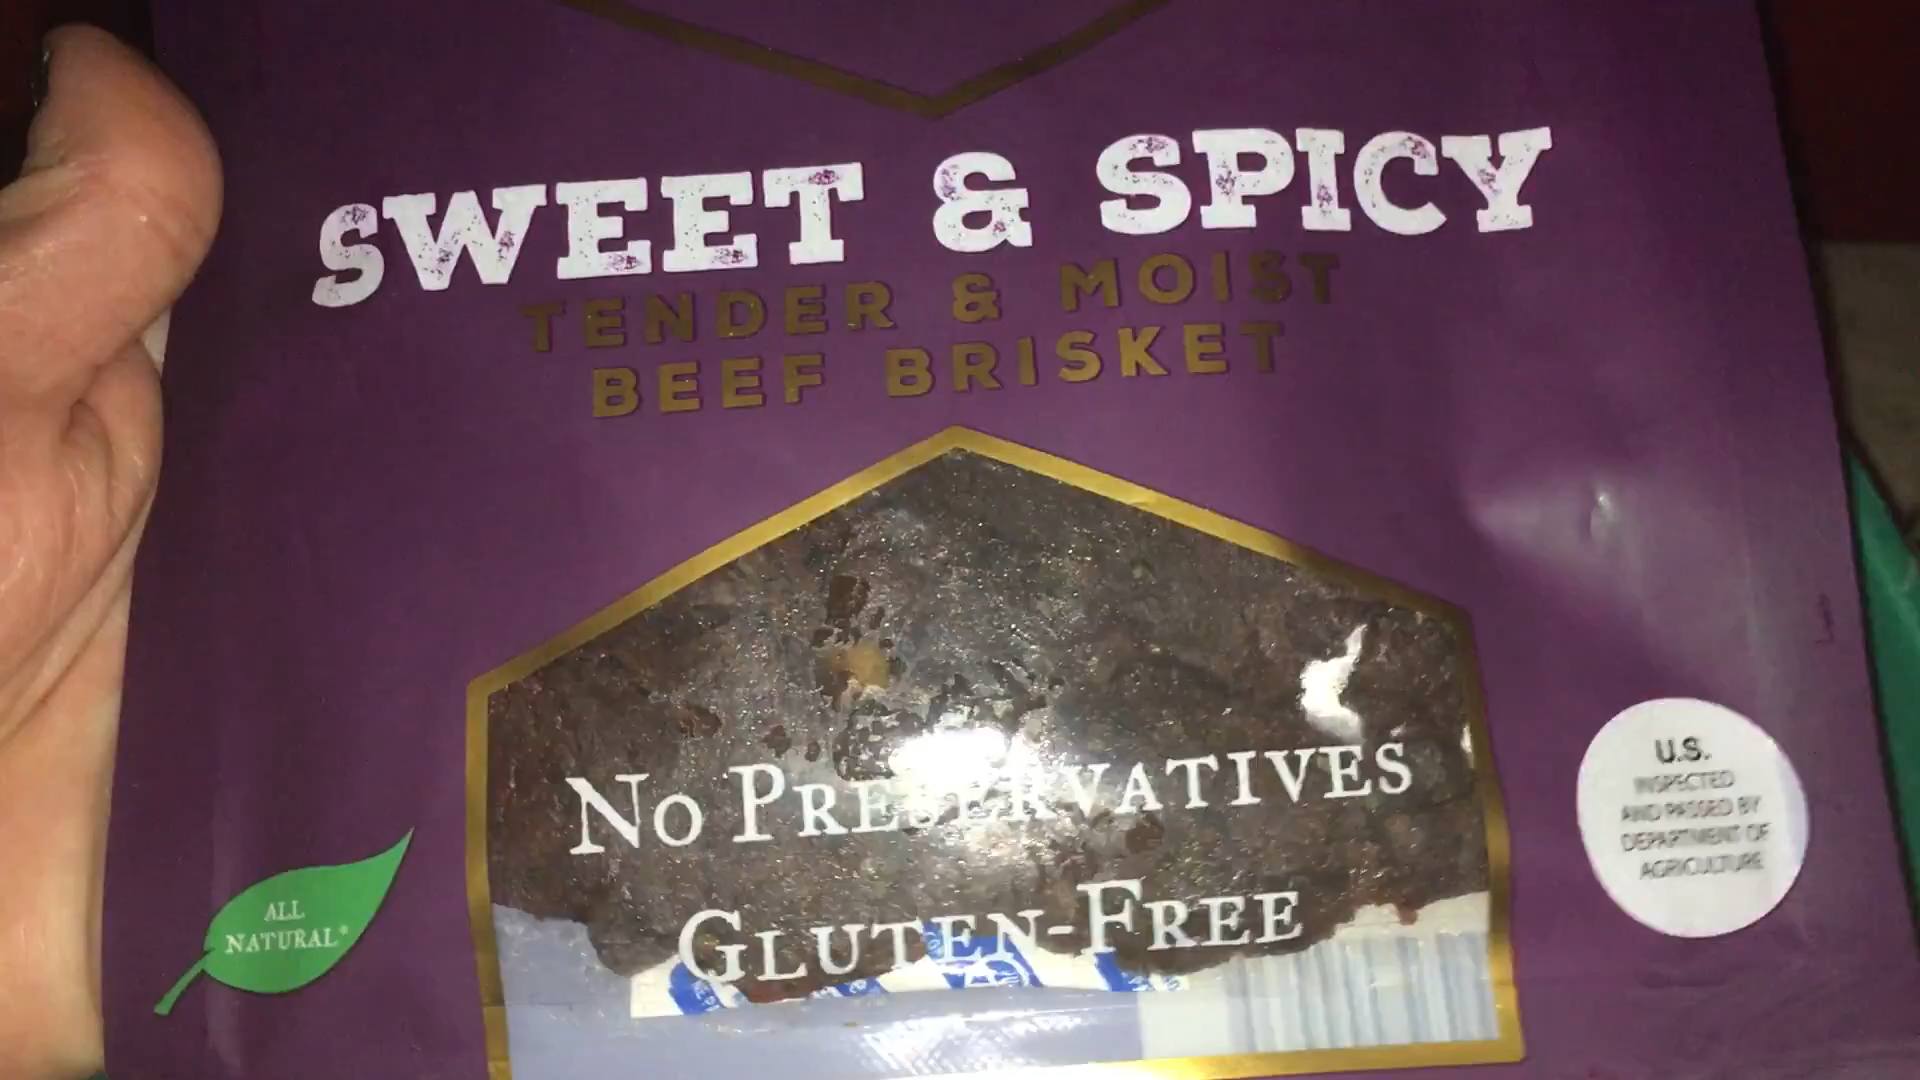 SWEET & SPICY
TENDER & MOIST
BEEF BRISKET
No Preservatives
Gluten-Free
ALL
NATURAL*
U.S.
INSPECTED
AND PASSED BY
DEPARTMENT OF
AGRICULTURE